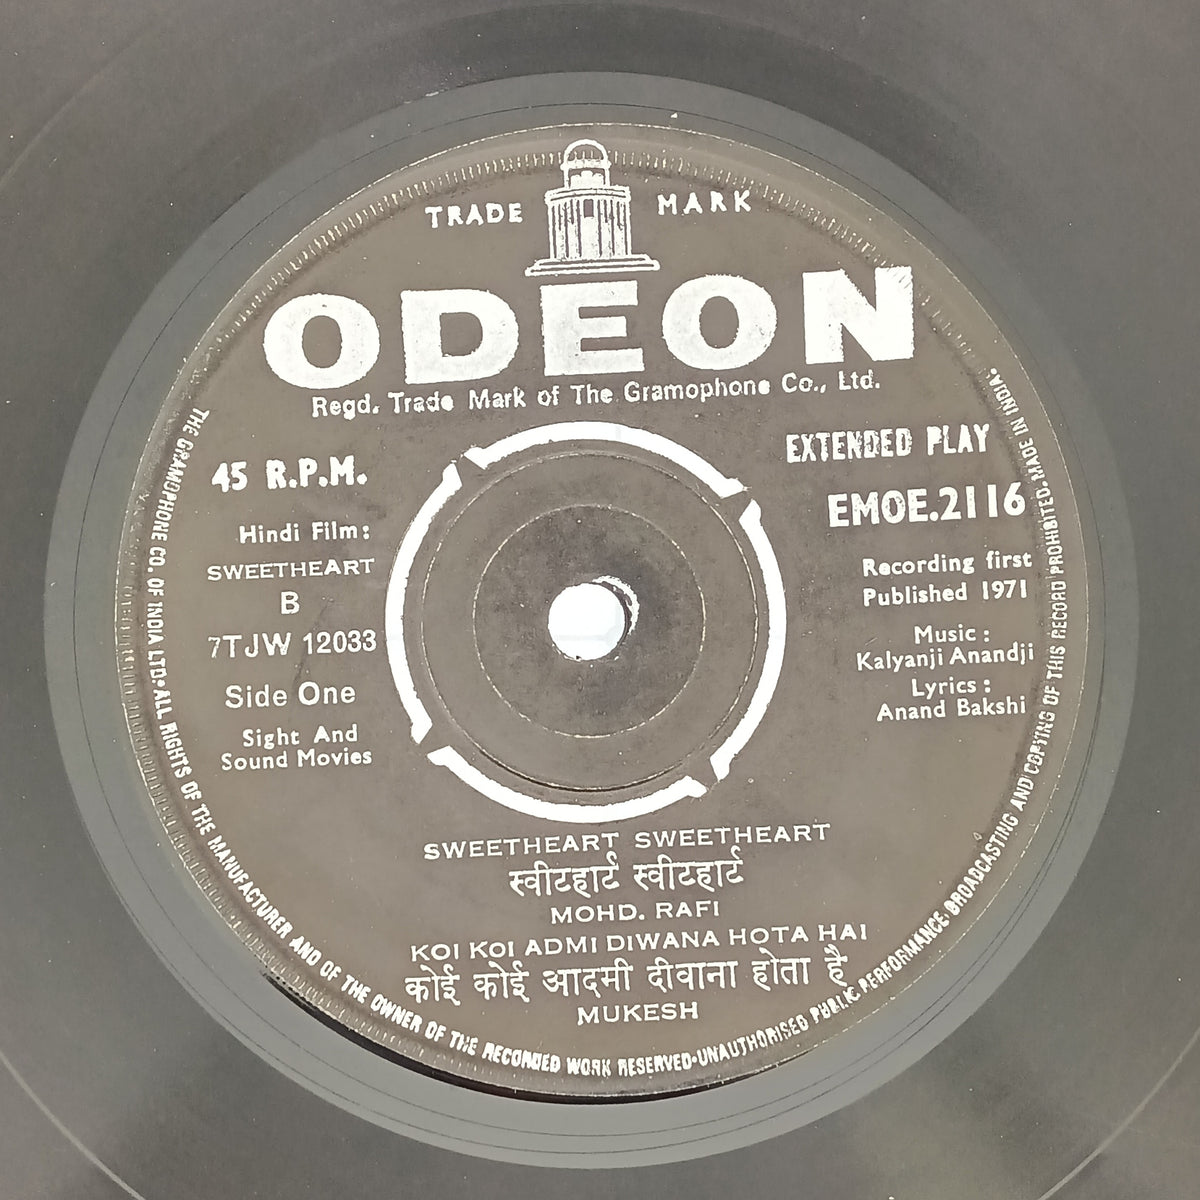 TRADE MARK
ODEON
Regd. Trade Mark of The Gramophone Co., Ltd.
45 R.P.M.
EXTENDED PLAY
EMOE.2116
Hindi Film:
SWEETHEART
B
7TJW 12033
Side One
Sight And
Sound Movies
Recording first
Published 1971
Music :
Kalyanji Anandji
Lyrics :
Anand Bakshi
SWEETHEART SWEETHEART
स्वीटहार्ट स्वीटहार्ट
MOHD. RAFI
KOI KOI ADMI DIWANA HOTA HAI
कोई कोई आदमी दीवाना होता है
MUKESH
THE GRAMOPHONE CO. OF INDIA LTD·ALL RIGHTS OF THE MANUFACTURER AND OF THE OWNER OF THE RECORDED WORK RESERVED·UNAUTHORISED PUBLIC PERFORMANCE·BROADCASTING AND COPYING OF THIS RECORD PROHIBITED·MADE IN INDIA.